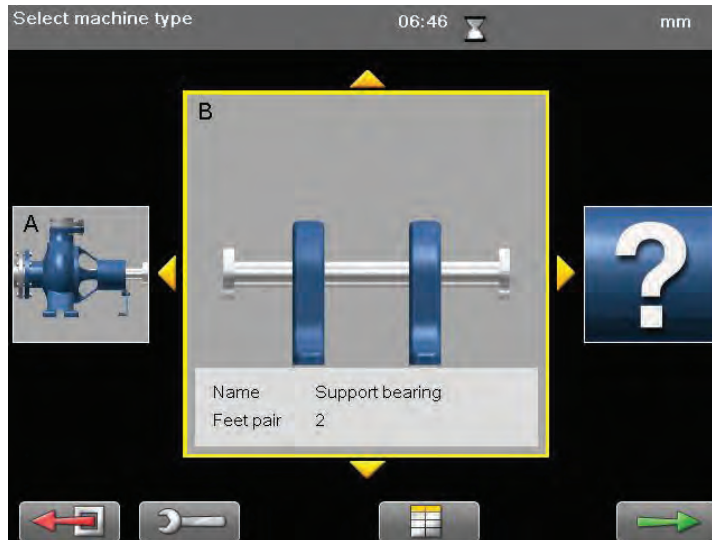 Select machine type
06:46
mm
B
A
?
Name Support bearing
Feet pair 2